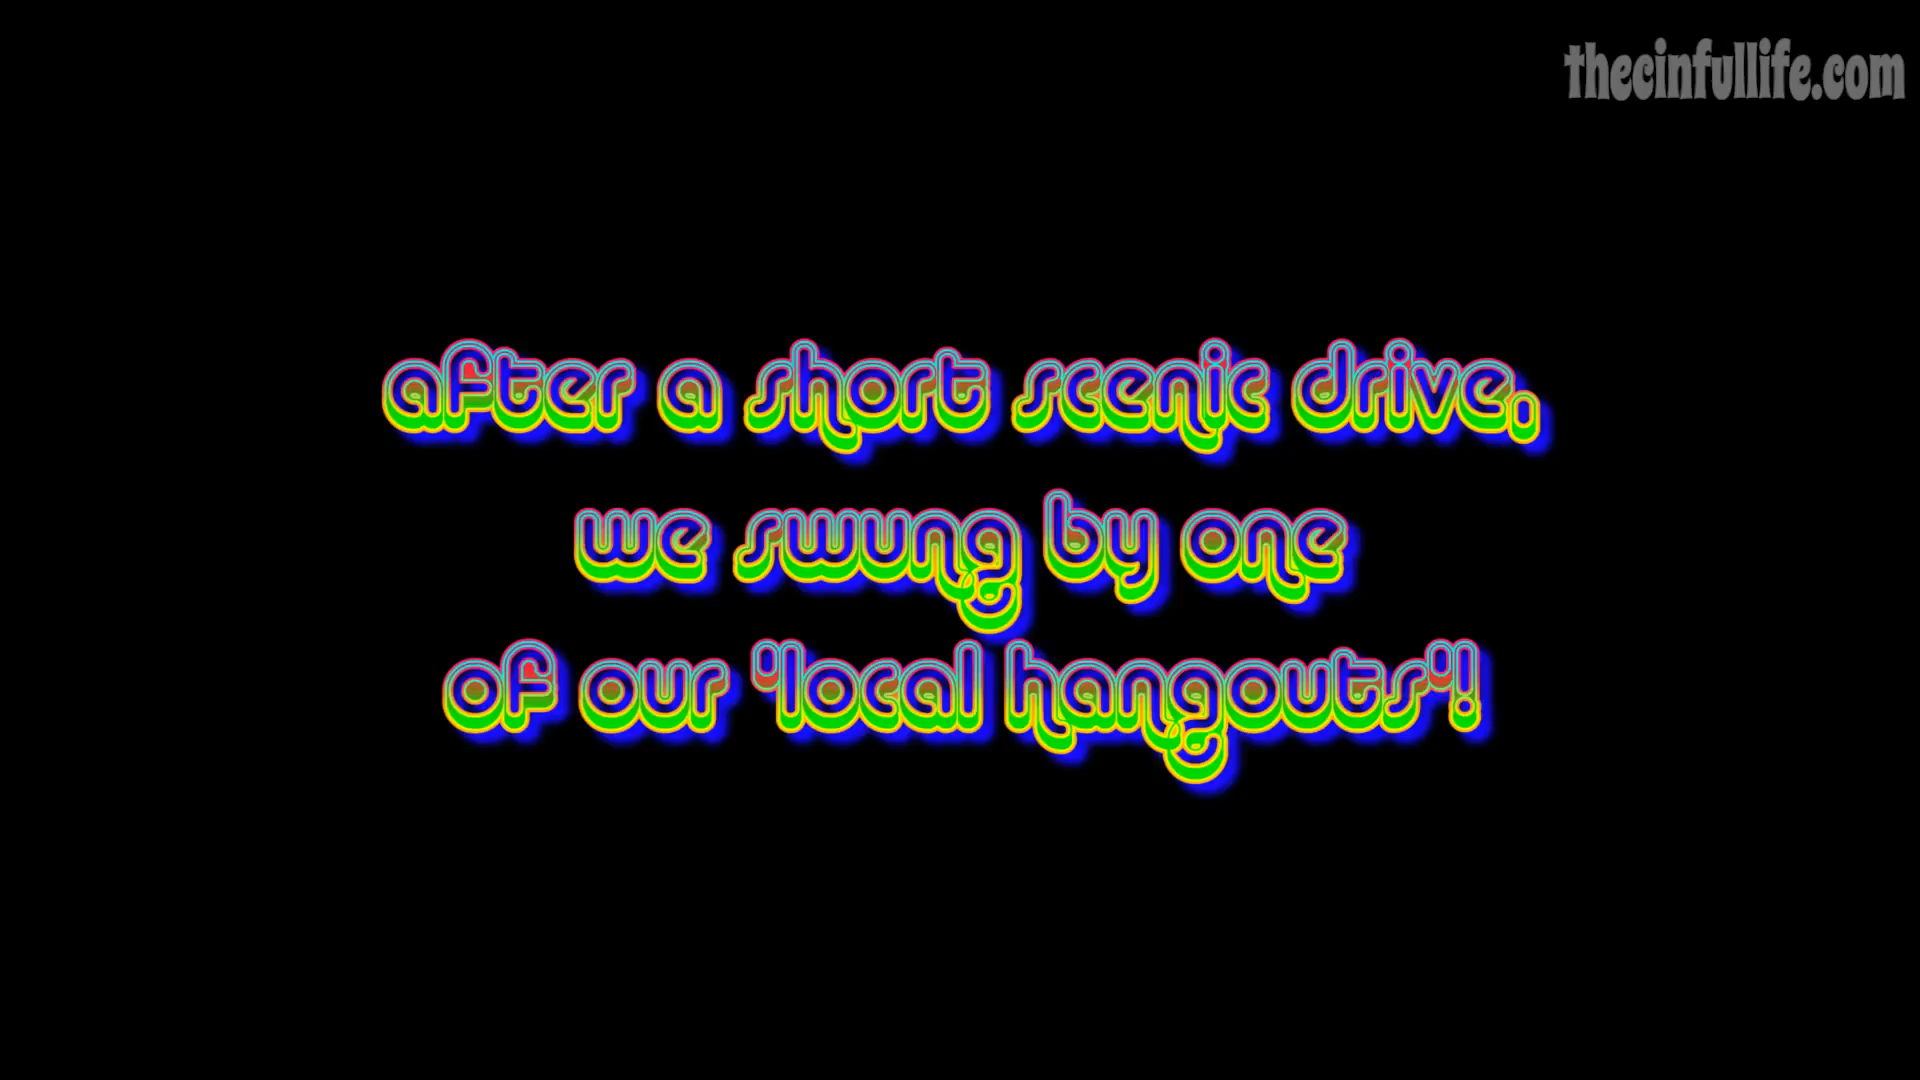 thecinfullife.com
after a short scenic drive,
we swung by one
of our "local hangouts"!